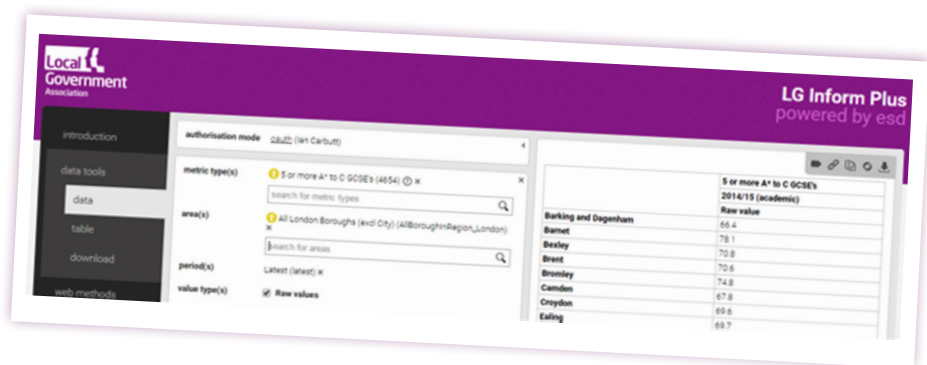 Local
Government
Association
LG Inform Plus
powered by esd
introduction
data tools
data
table
download
web methods
authorisation mode oauth (Ian Carbutt)
metric type(s)
5 or more A* to C GCSE's (4654)
search for metric types
area(s)
All London Boroughs (excl City) (AllBoroughInRegion_London)
search for areas
period(s) Latest (latest)
value type(s) Raw values
5 or more A* to C GCSE's
2014/15 (academic)
Raw value
Barking and Dagenham 66.4
Barnet 78.1
Bexley 70.8
Brent 70.6
Bromley 74.8
Camden 67.8
Croydon 69.6
Ealing 69.7